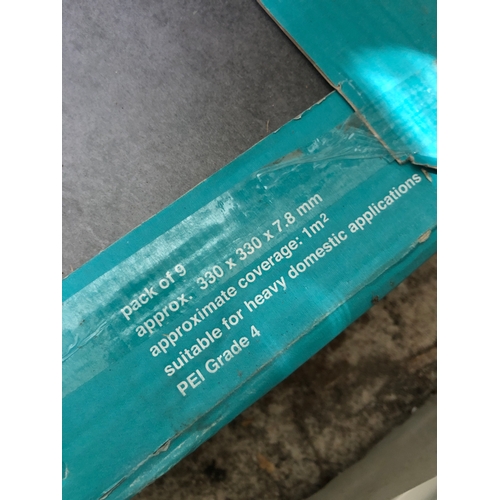 pack of 9
approx. 330 x 330 x 7.8 mm
approximate coverage: 1m²
suitable for heavy domestic applications
PEI Grade 4